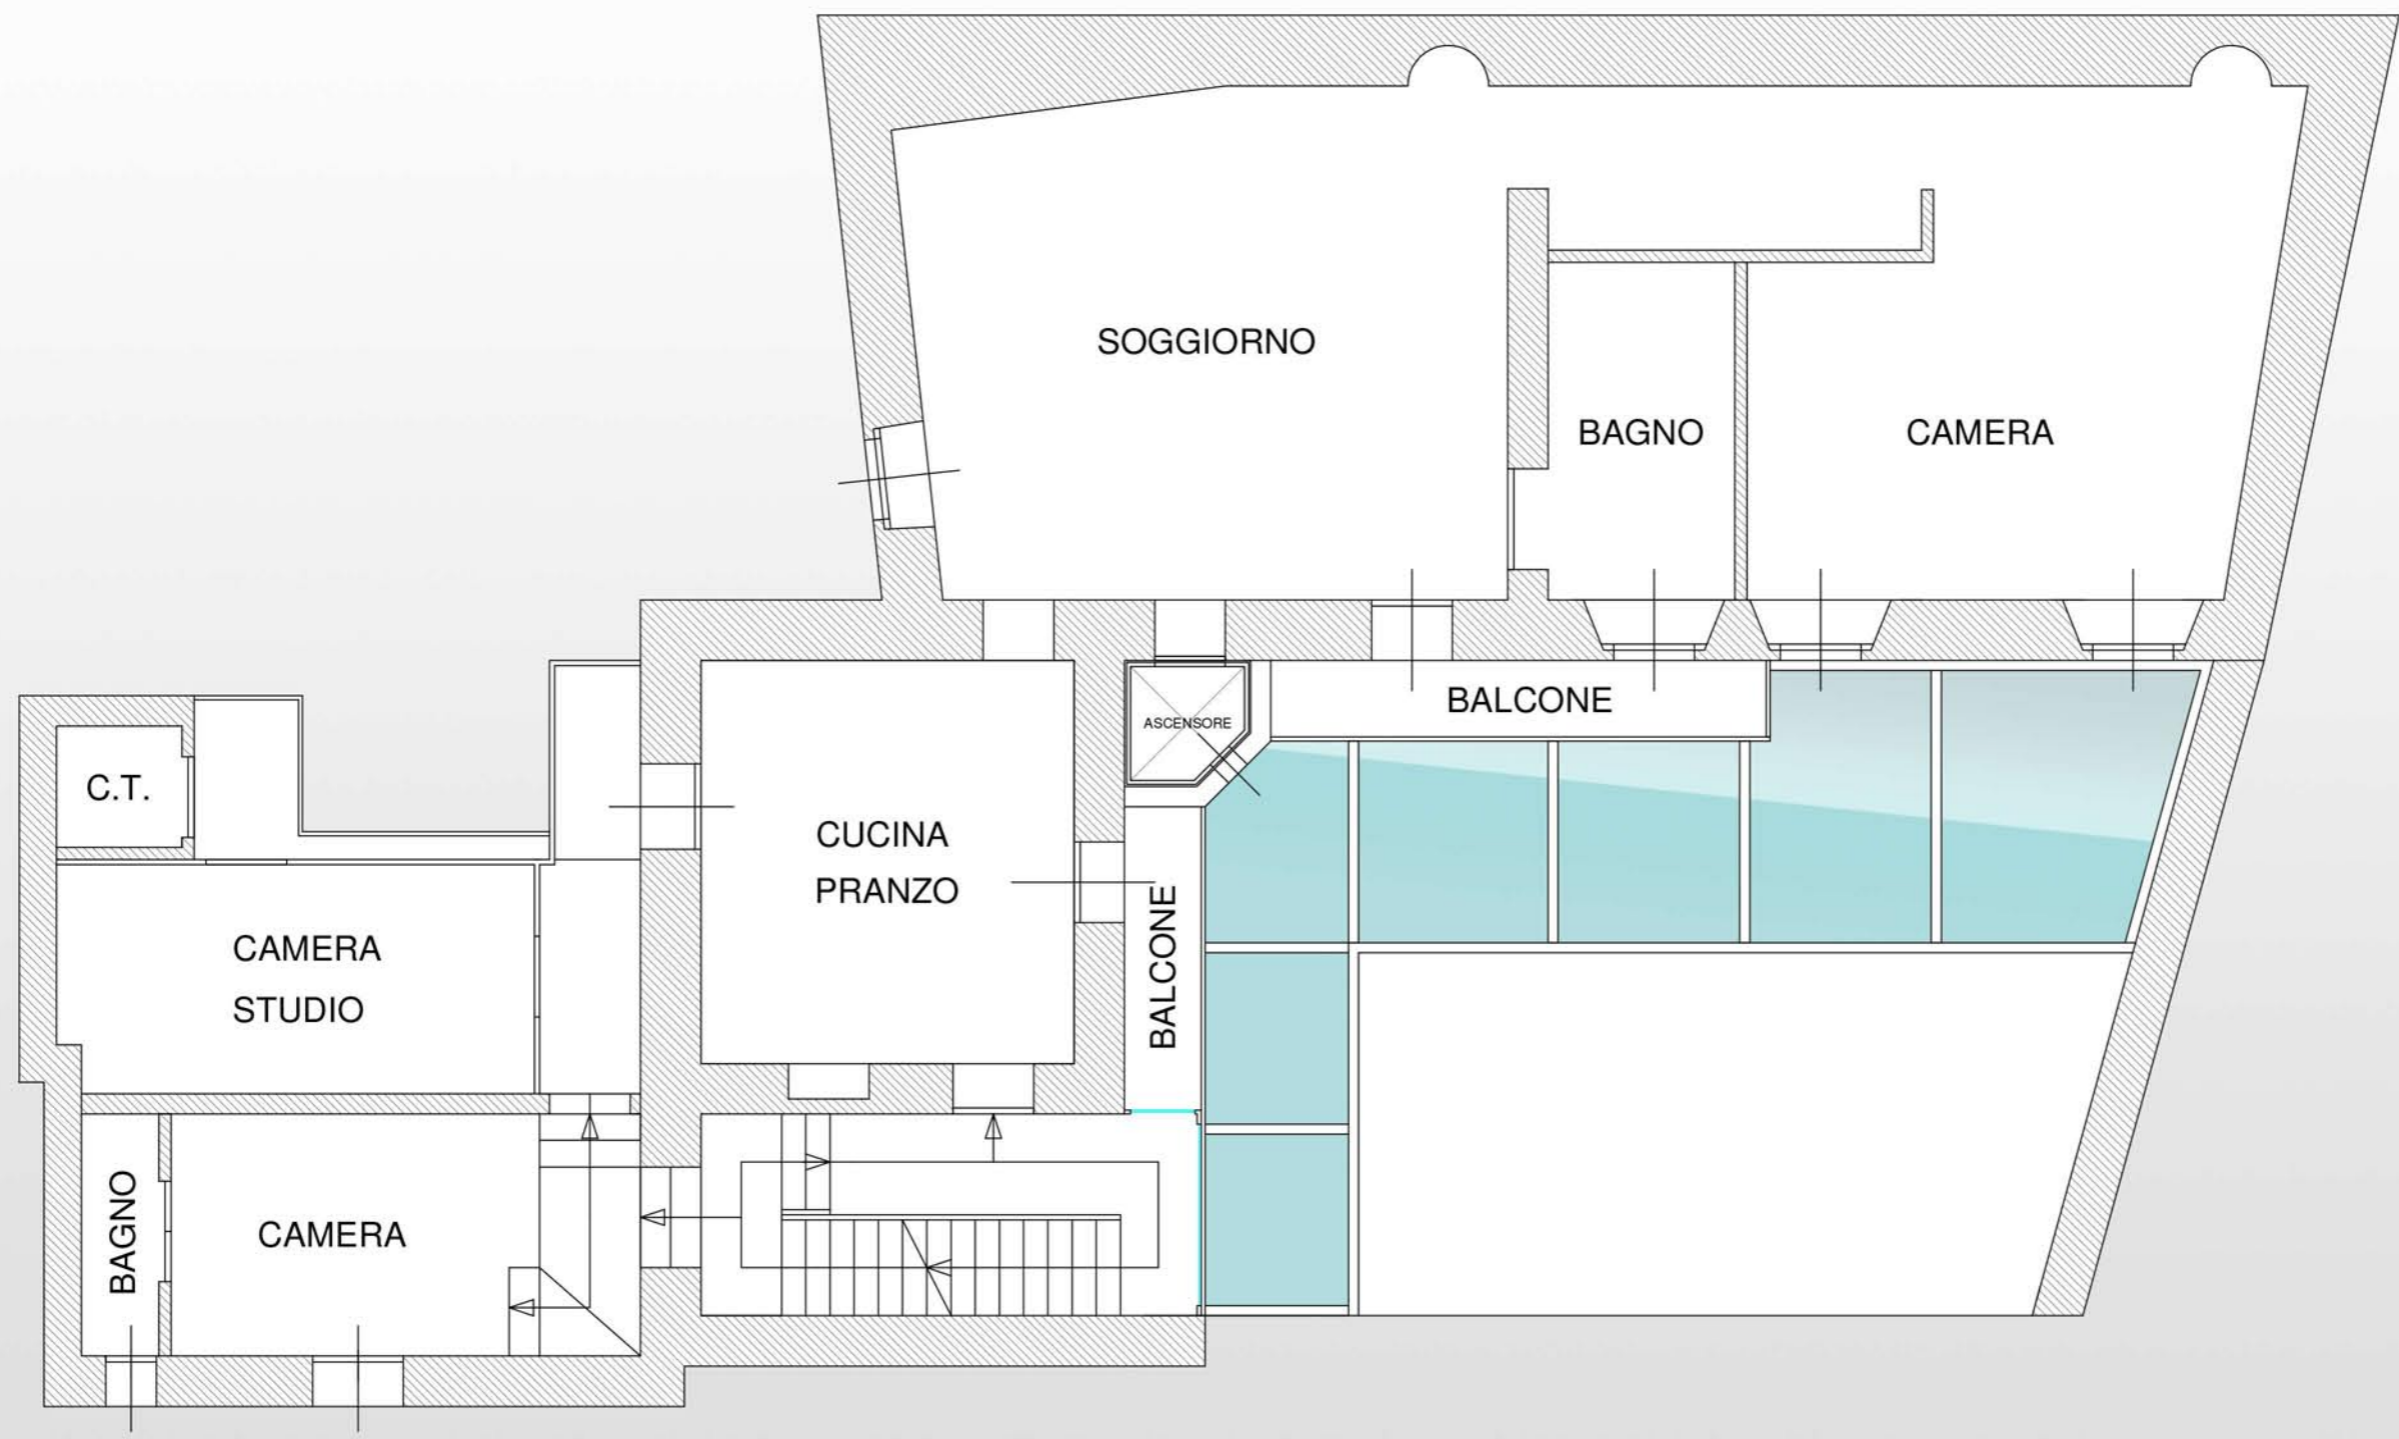 SOGGIORNO
BAGNO
CAMERA
BALCONE
ASCENSORE
C.T.
CUCINA
PRANZO
CAMERA
STUDIO
BALCONE
BAGNO
CAMERA